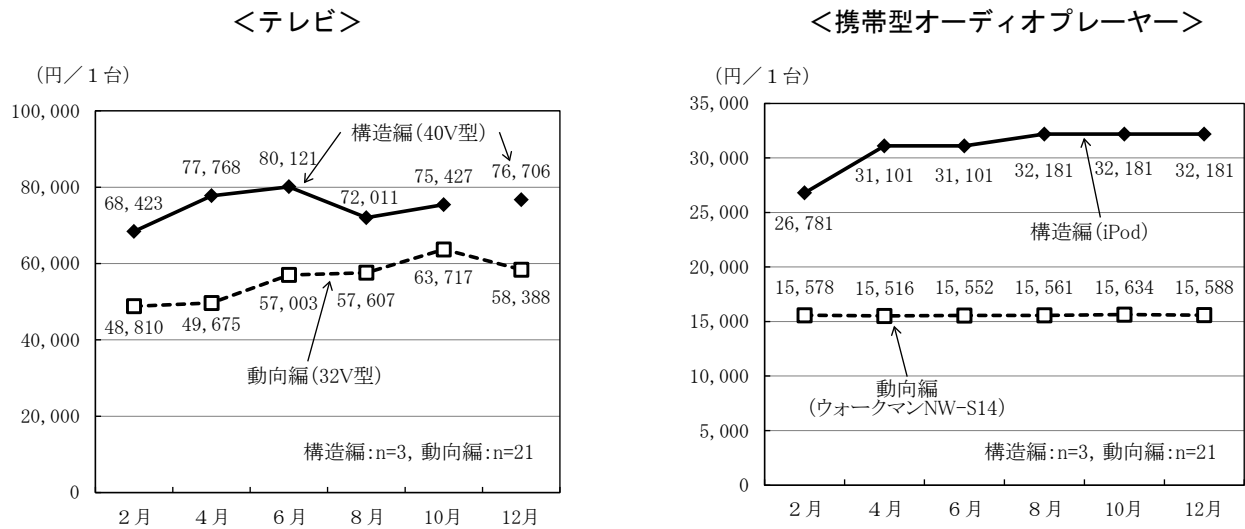 <テレビ>
(円/1台)
100,000
80,000
60,000
40,000
20,000
0
構造編(40V型)
68,423
77,768
80,121
72,011
75,427
76,706
48,810
49,675
57,003
57,607
63,717
58,388
動向編(32V型)
構造編:n=3, 動向編:n=21
2月 4月 6月 8月 10月 12月
<携帯型オーディオプレーヤー>
(円/1台)
35,000
30,000
25,000
20,000
15,000
10,000
5,000
0
26,781
31,101
31,101
32,181
32,181
32,181
構造編(iPod)
15,578
15,516
15,552
15,561
15,634
15,588
動向編
(ウォークマンNW-S14)
構造編:n=3, 動向編:n=21
2月 4月 6月 8月 10月 12月